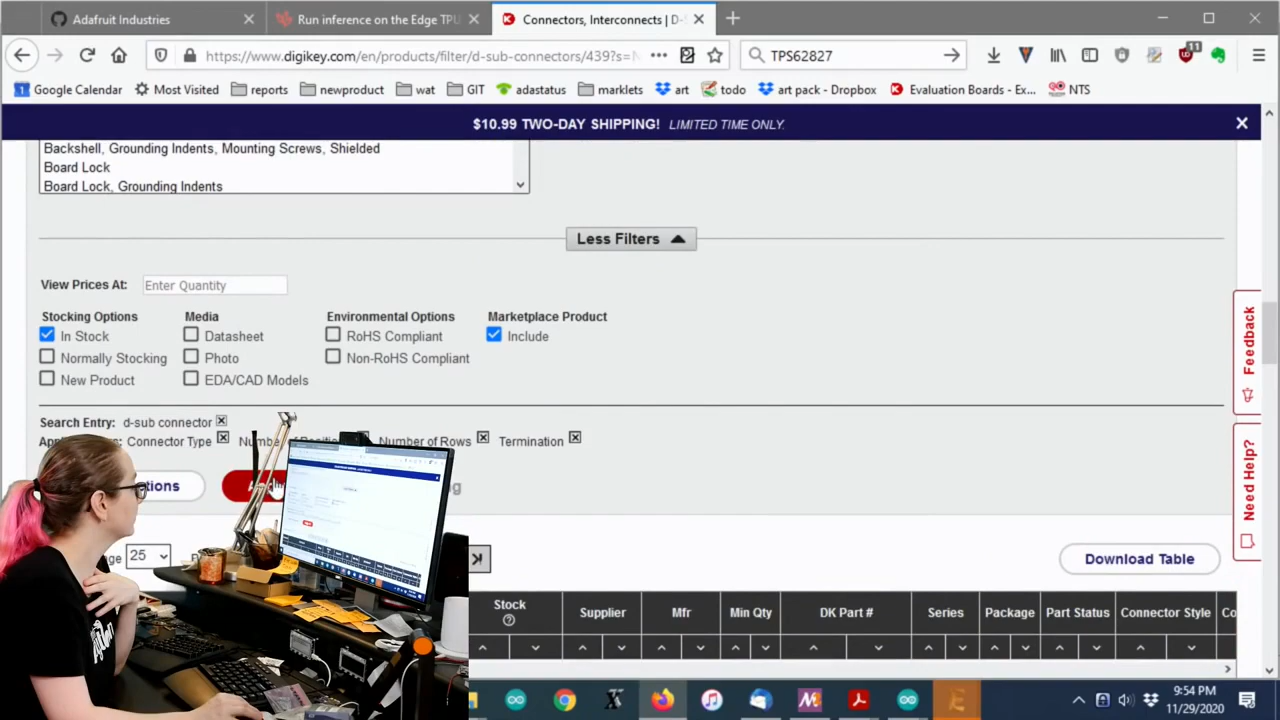 Adafruit Industries
Run inference on the Edge TPU
Connectors, Interconnects | D-S
https://www.digikey.com/en/products/filter/d-sub-connectors/439?s=N
TPS62827
11
Google Calendar
Most Visited
reports
newproduct
wat
GIT
adastatus
marklets
art
todo
art pack - Dropbox
Evaluation Boards - Ex...
NTS
$10.99 TWO-DAY SHIPPING! LIMITED TIME ONLY.
Backshell, Grounding Indents, Mounting Screws, Shielded
Board Lock
Board Lock, Grounding Indents
Less Filters
View Prices At: Enter Quantity
Stocking Options Media Environmental Options Marketplace Product
In Stock Datasheet RoHS Compliant Include
Normally Stocking Photo Non-RoHS Compliant
New Product EDA/CAD Models
Feedback
Need Help?
Search Entry: d-sub connector
Connector Type Number of Rows Termination
25
Download Table
Stock Supplier Mfr Min Qty DK Part # Series Package Part Status Connector Style Co
9:54 PM
11/29/2020